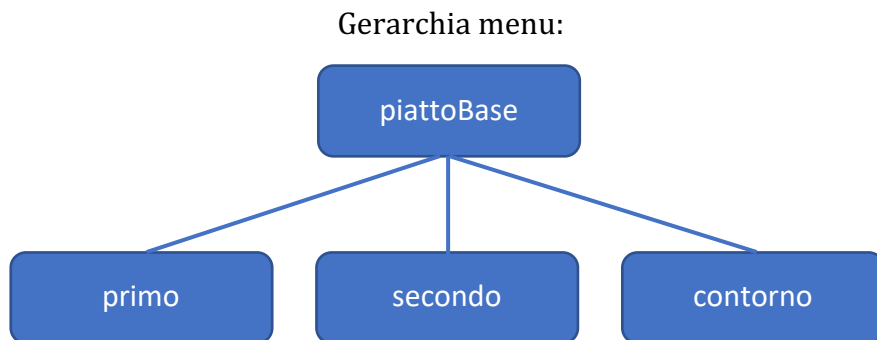 Gerarchia menu:
piattoBase
primo
secondo
contorno